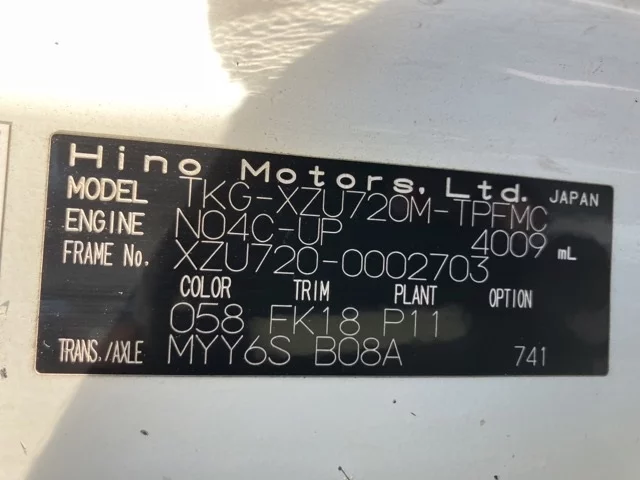 Hino Motors, Ltd. JAPAN
MODEL TKG-XZU720M-TPFMC
ENGINE N04C-UP 4009 mL
FRAME No. XZU720-0002703
COLOR TRIM PLANT OPTION
058 FK18 P11
TRANS./AXLE MYY6S B08A 741